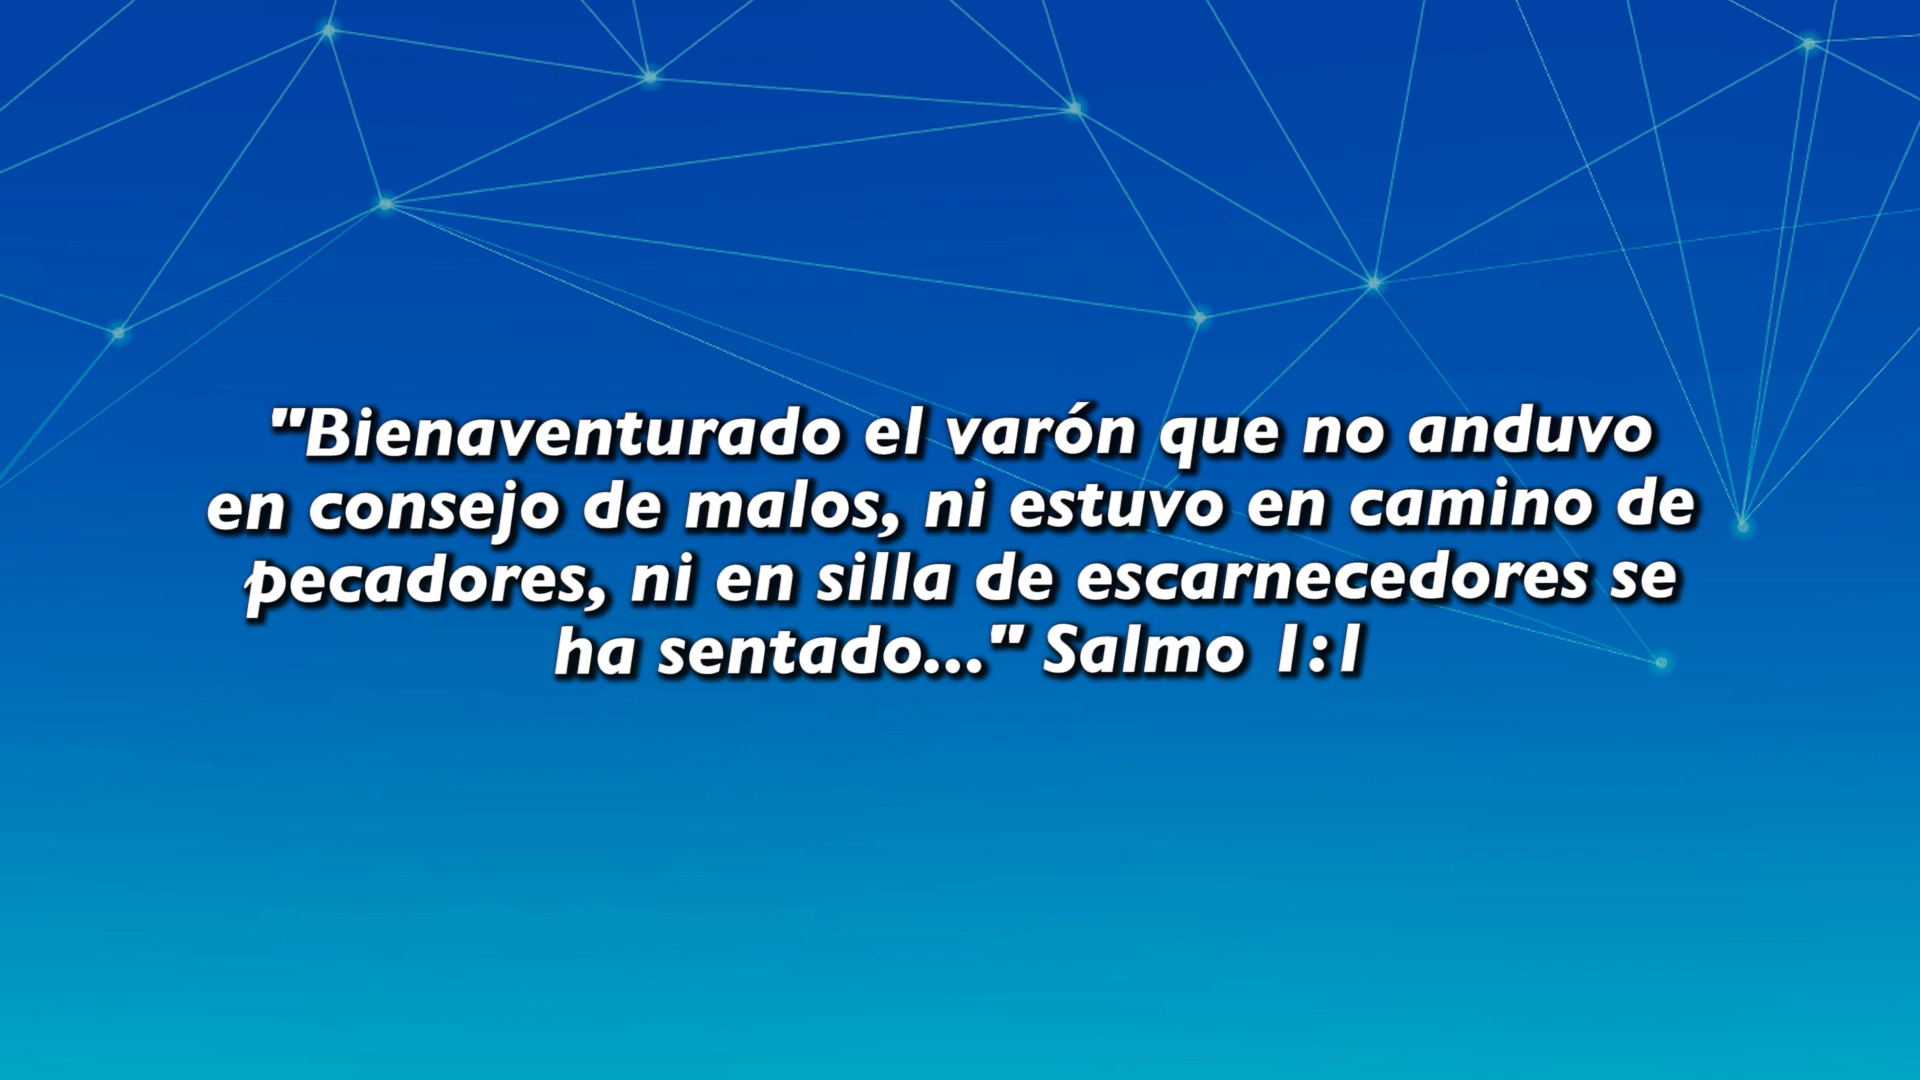 "Bienaventurado el varón que no anduvo
en consejo de malos, ni estuvo en camino de
pecadores, ni en silla de escarnecedores se
ha sentado..." Salmo 1:1